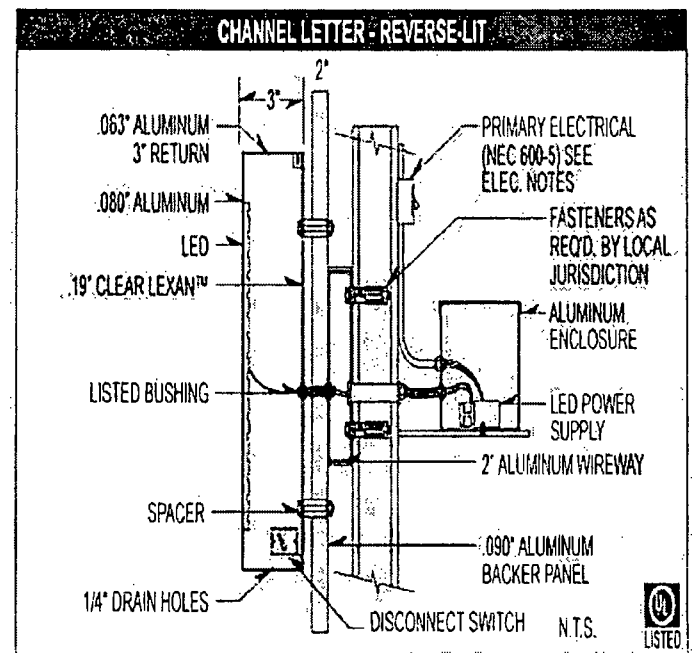 CHANNEL LETTER - REVERSE-LIT
2"
3"
.063" ALUMINUM
3" RETURN
.080" ALUMINUM
LED
.19" CLEAR LEXAN™
LISTED BUSHING
SPACER
1/4" DRAIN HOLES
PRIMARY ELECTRICAL
(NEC 600-5) SEE
ELEC. NOTES
FASTENERS AS
REQ'D. BY LOCAL
JURISDICTION
ALUMINUM
ENCLOSURE
LED POWER
SUPPLY
2" ALUMINUM WIREWAY
.090" ALUMINUM
BACKER PANEL
DISCONNECT SWITCH
N.T.S.
UL
LISTED